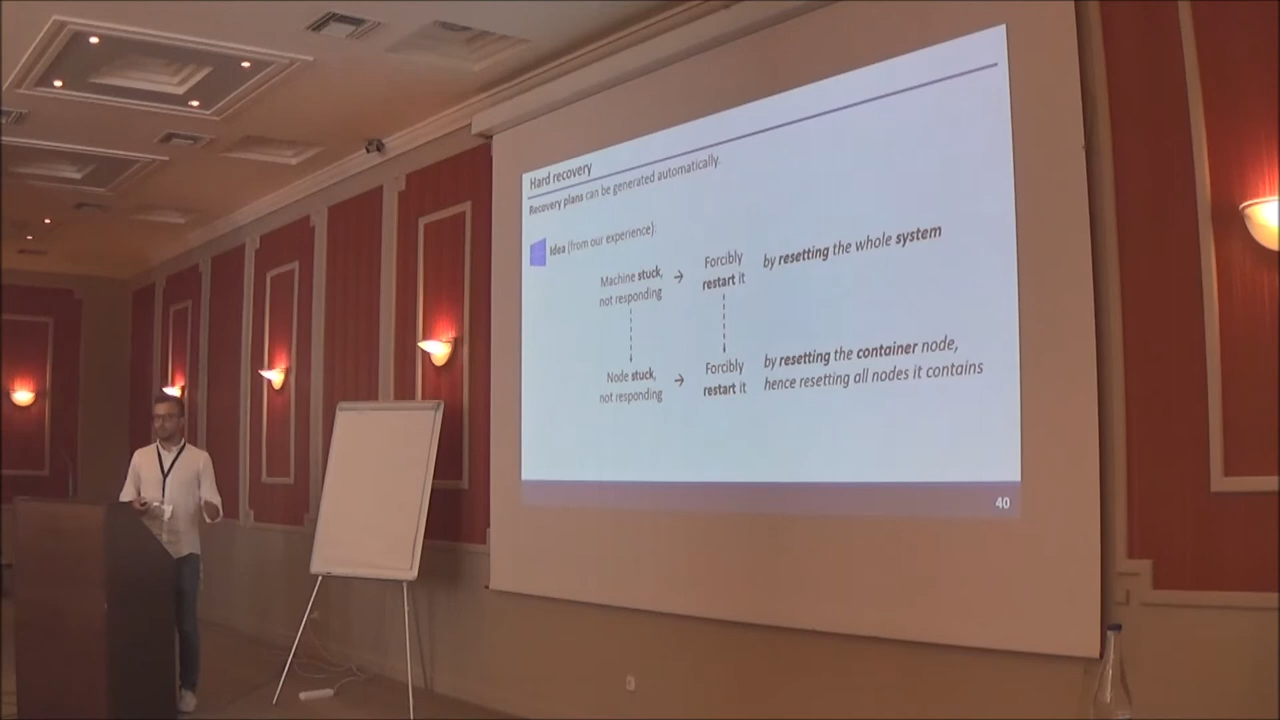 Hard recovery
Recovery plans can be generated automatically.
Idea (from our experience):
Machine stuck,
not responding
→
Forcibly
restart it
by resetting the whole system
Node stuck,
not responding
→
Forcibly
restart it
by resetting the container node,
hence resetting all nodes it contains
40